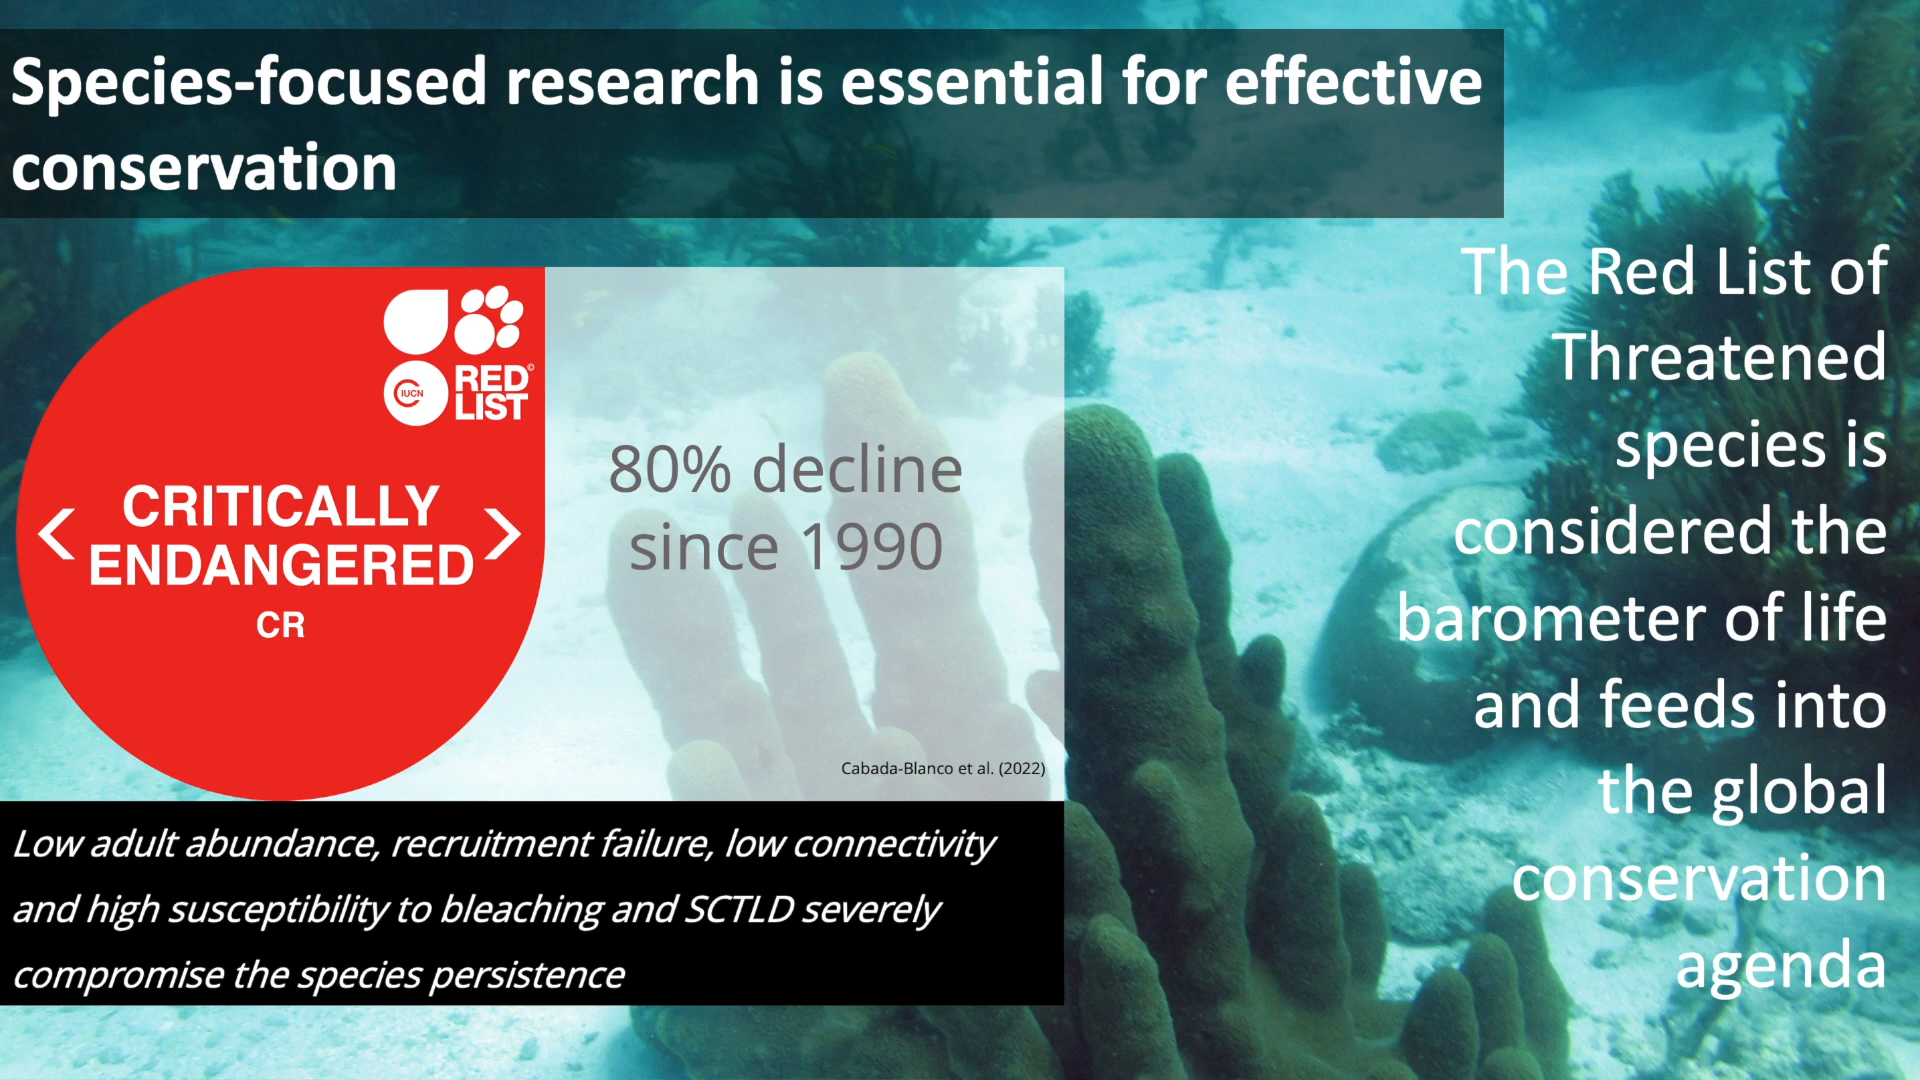 Species-focused research is essential for effective
conservation
RED
LIST
©
IUCN
CRITICALLY
ENDANGERED
CR
80% decline
since 1990
Cabada-Blanco et al. (2022)
Low adult abundance, recruitment failure, low connectivity
and high susceptibility to bleaching and SCTLD severely
compromise the species persistence
The Red List of
Threatened
species is
considered the
barometer of life
and feeds into
the global
conservation
agenda